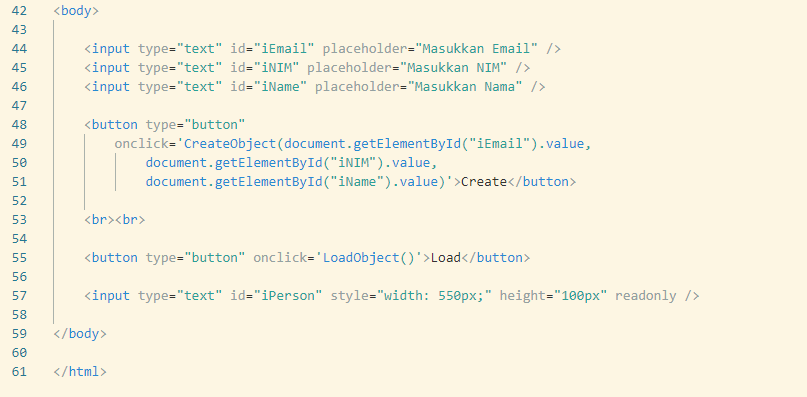 42 <body>
43
44 <input type="text" id="iEmail" placeholder="Masukkan Email" />
45 <input type="text" id="iNIM" placeholder="Masukkan NIM" />
46 <input type="text" id="iName" placeholder="Masukkan Nama" />
47
48 <button type="button"
49 onclick='CreateObject(document.getElementById("iEmail").value,
50 document.getElementById("iNIM").value,
51 document.getElementById("iName").value)'>Create</button>
52
53 <br><br>
54
55 <button type="button" onclick='LoadObject()'>Load</button>
56
57 <input type="text" id="iPerson" style="width: 550px;" height="100px" readonly />
58
59 </body>
60
61 </html>